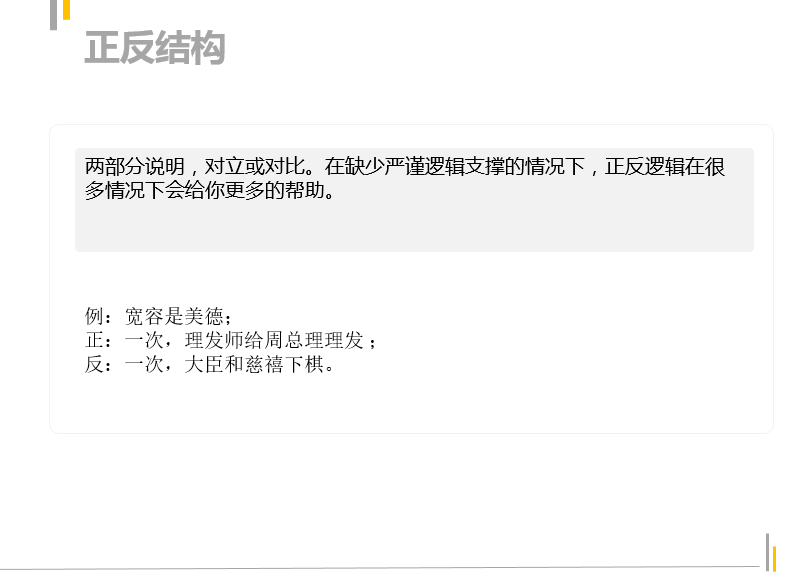 正反结构
两部分说明，对立或对比。在缺少严谨逻辑支撑的情况下，正反逻辑在很
多情况下会给你更多的帮助。
例：宽容是美德；
正：一次，理发师给周总理理发；
反：一次，大臣和慈禧下棋。